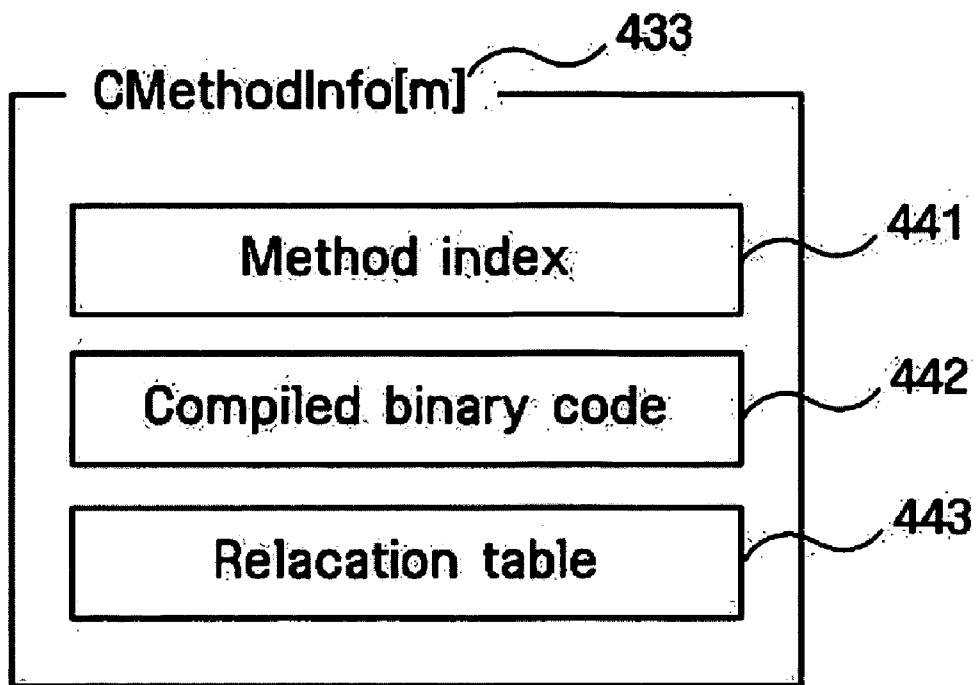 433
CMethodInfo[m]
Method index
441
Compiled binary code
442
Relacation table
443